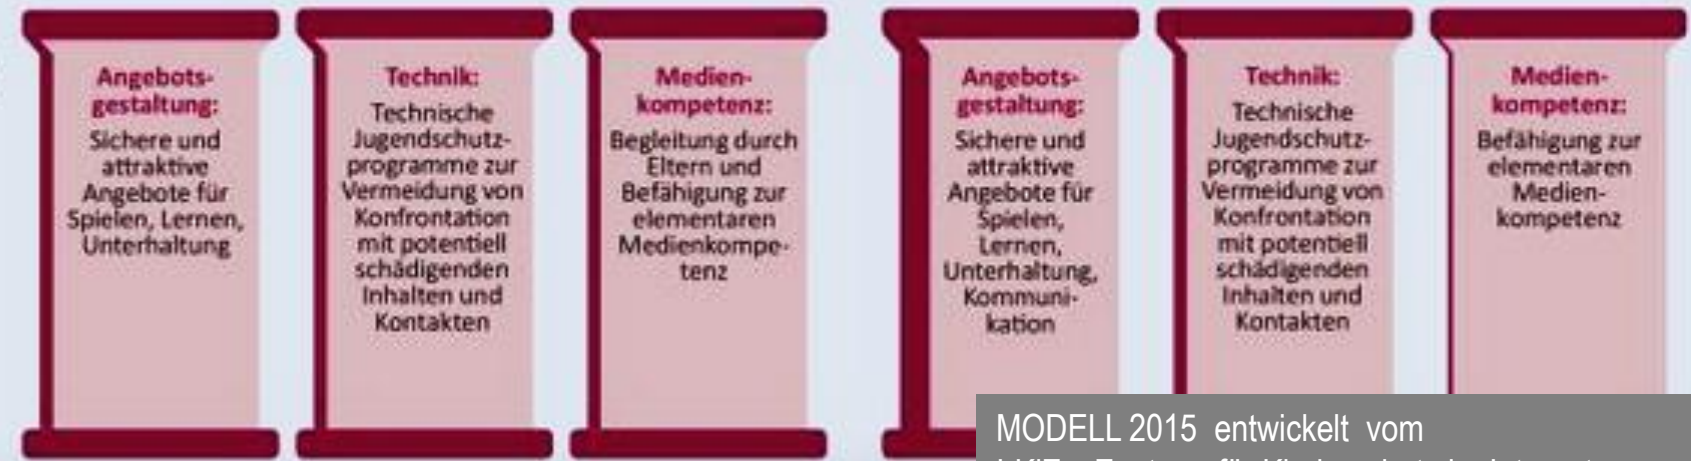 Angebots-
gestaltung:
Sichere und
attraktive
Angebote für
Spielen, Lernen,
Unterhaltung
Technik:
Technische
Jugendschutz-
programme zur
Vermeidung von
Konfrontation
mit potentiell
schädigenden
Inhalten und
Kontakten
Medien-
kompetenz:
Begleitung durch
Eltern und
Befähigung zur
elementaren
Medienkompe-
tenz
Angebots-
gestaltung:
Sichere und
attraktive
Angebote für
Spielen,
Lernen,
Unterhaltung,
Kommuni-
kation
Technik:
Technische
Jugendschutz-
programme zur
Vermeidung von
Konfrontation
mit potentiell
schädigenden
Inhalten und
Kontakten
Medien-
kompetenz:
Befähigung zur
elementaren
Medien-
kompetenz
MODELL 2015 entwickelt vom